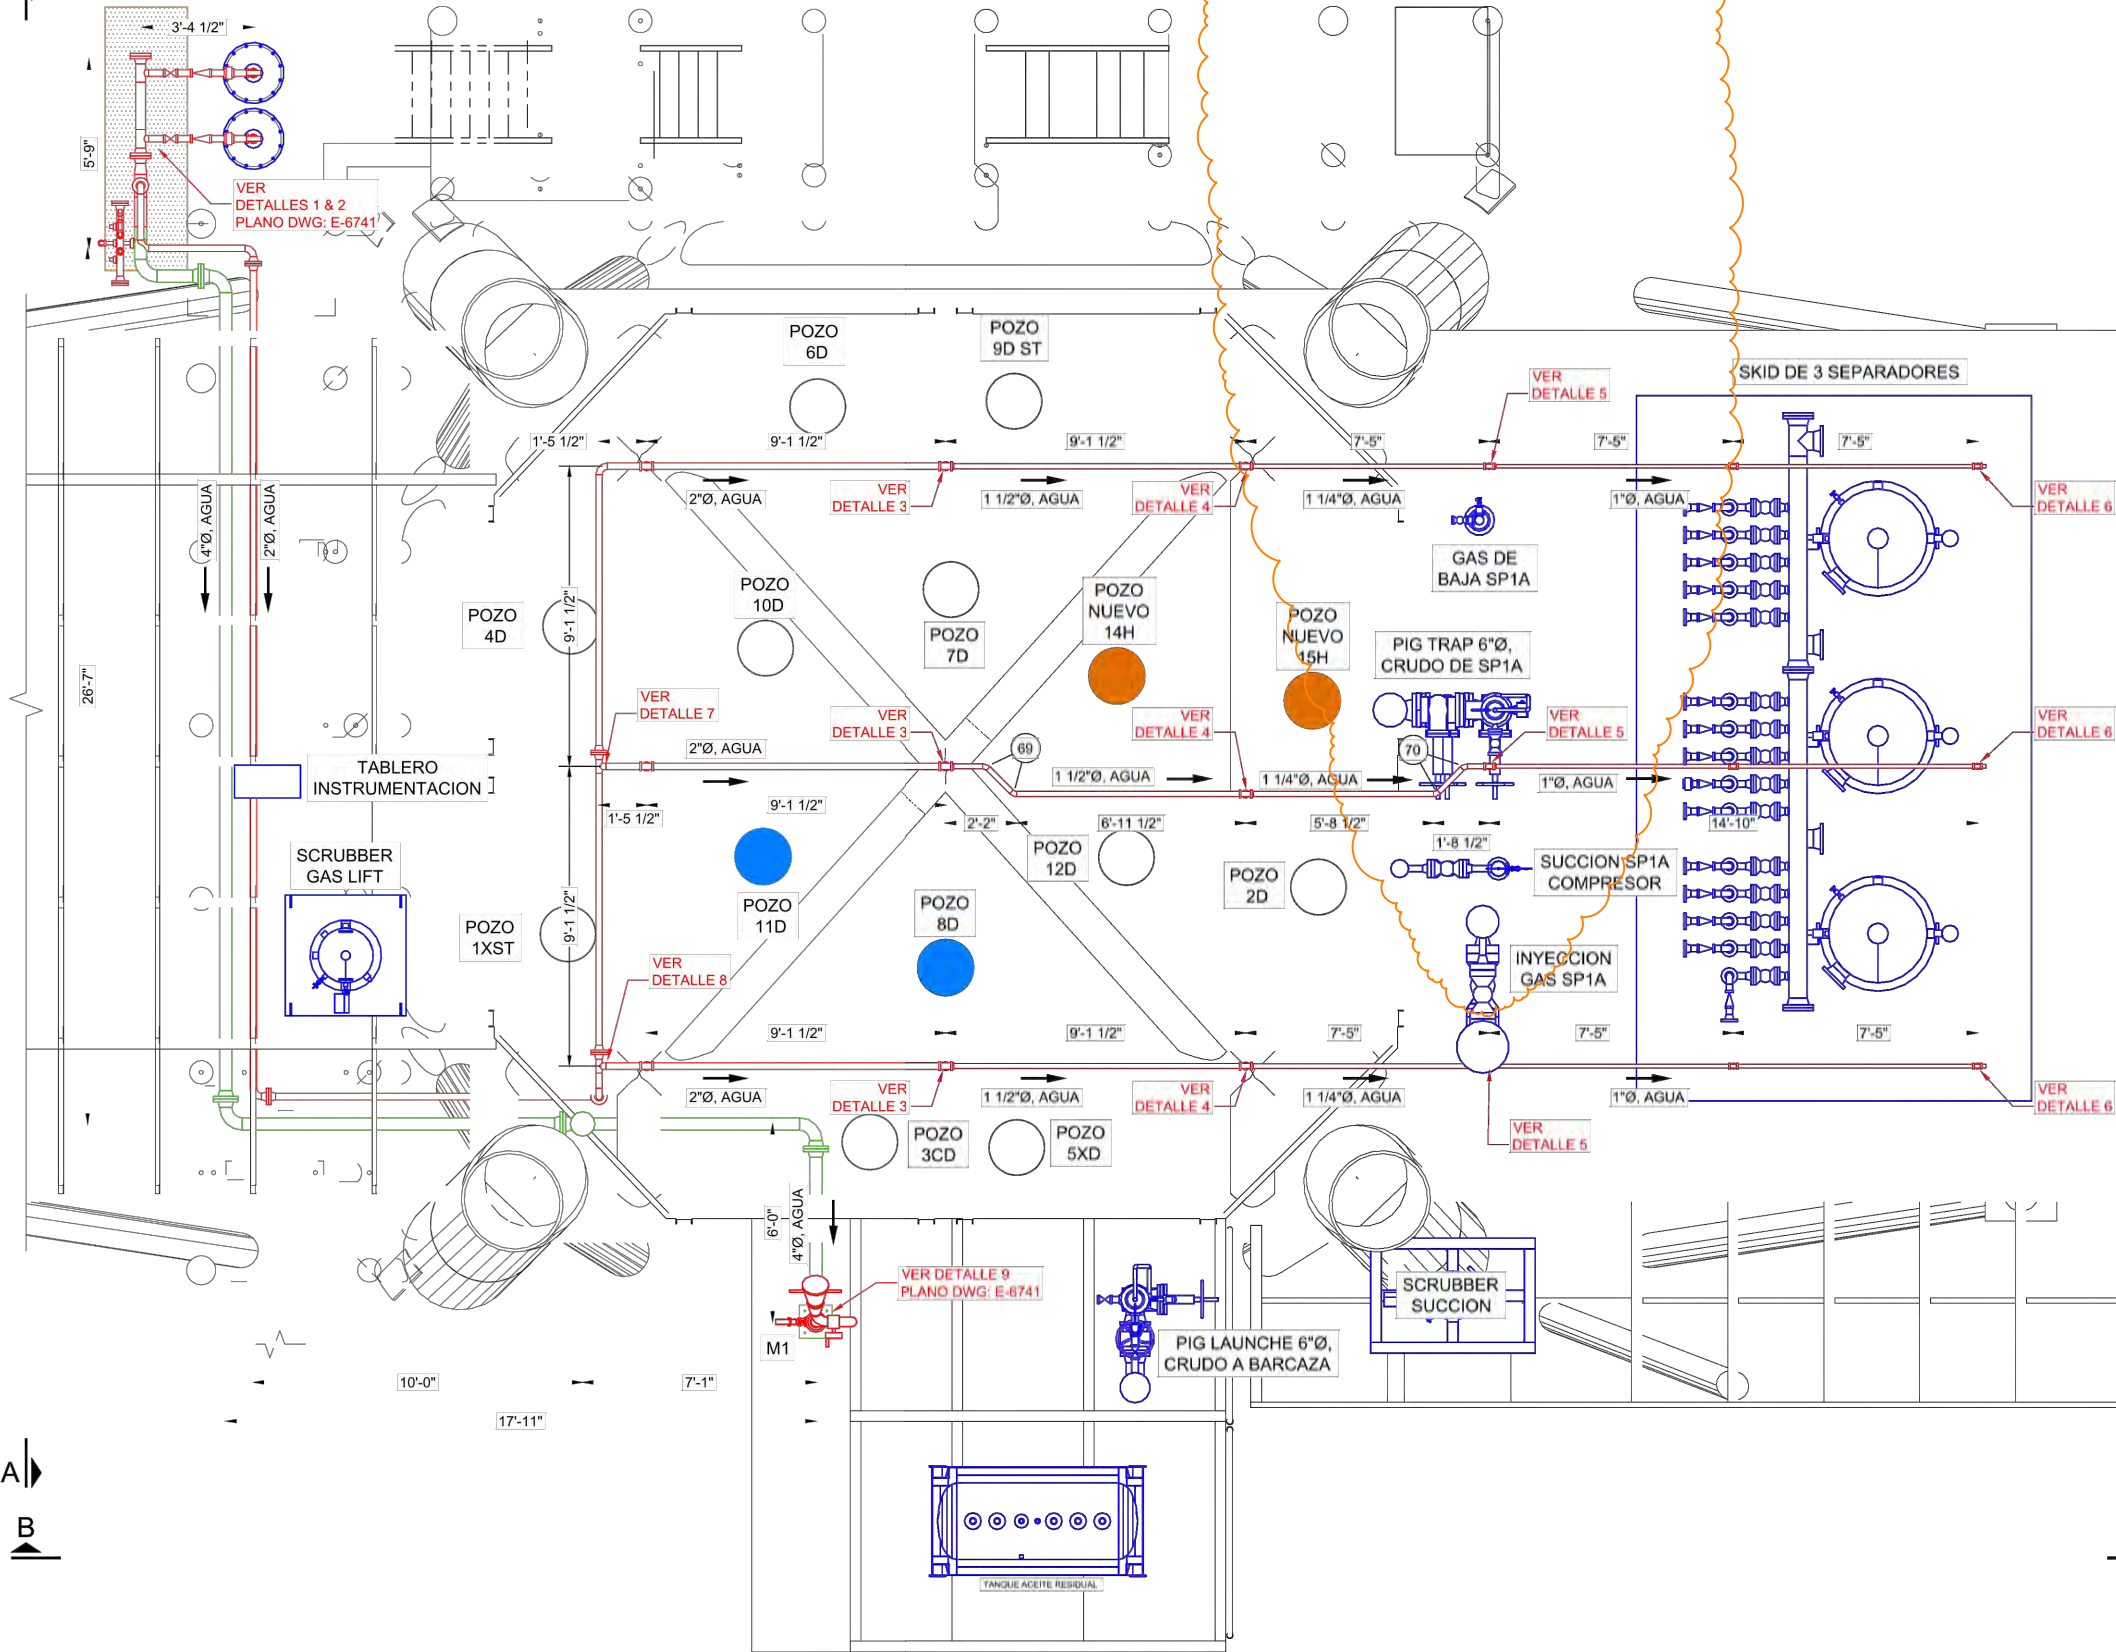 3'-4 1/2"
5'-9"
VER
DETALLES 1 & 2
PLANO DWG: E-6741
POZO
6D
POZO
9D ST
VER
DETALLE 5
SKID DE 3 SEPARADORES
1'-5 1/2"
9'-1 1/2"
9'-1 1/2"
7'-5"
7'-5"
7'-5"
4"Ø, AGUA
2"Ø, AGUA
2"Ø, AGUA
VER
DETALLE 3
1 1/2"Ø, AGUA
VER
DETALLE 4
1 1/4"Ø, AGUA
1"Ø, AGUA
VER
DETALLE 6
GAS DE
BAJA SP1A
POZO
4D
9'-1 1/2"
POZO
10D
POZO
7D
POZO
NUEVO
14H
POZO
NUEVO
15H
PIG TRAP 6"Ø,
CRUDO DE SP1A
26'-7"
VER
DETALLE 7
VER
DETALLE 3
VER
DETALLE 4
VER
DETALLE 5
VER
DETALLE 6
69
70
2"Ø, AGUA
1 1/2"Ø, AGUA
1 1/4"Ø, AGUA
1"Ø, AGUA
TABLERO
INSTRUMENTACION
1'-5 1/2"
9'-1 1/2"
2'-2"
6'-11 1/2"
5'-8 1/2"
1'-8 1/2"
14'-10"
SCRUBBER
GAS LIFT
POZO
12D
POZO
2D
SUCCION SP1A
COMPRESOR
POZO
1XST
9'-1 1/2"
POZO
11D
POZO
8D
INYECCION
GAS SP1A
VER
DETALLE 8
9'-1 1/2"
9'-1 1/2"
7'-5"
7'-5"
7'-5"
2"Ø, AGUA
VER
DETALLE 3
1 1/2"Ø, AGUA
VER
DETALLE 4
1 1/4"Ø, AGUA
1"Ø, AGUA
VER
DETALLE 6
VER
DETALLE 5
POZO
3CD
POZO
5XD
6'-0"
4"Ø, AGUA
VER DETALLE 9
PLANO DWG: E-6741
M1
SCRUBBER
SUCCION
PIG LAUNCHE 6"Ø,
CRUDO A BARCAZA
10'-0"
7'-1"
17'-11"
A
B
TANQUE ACEITE RESIDUAL